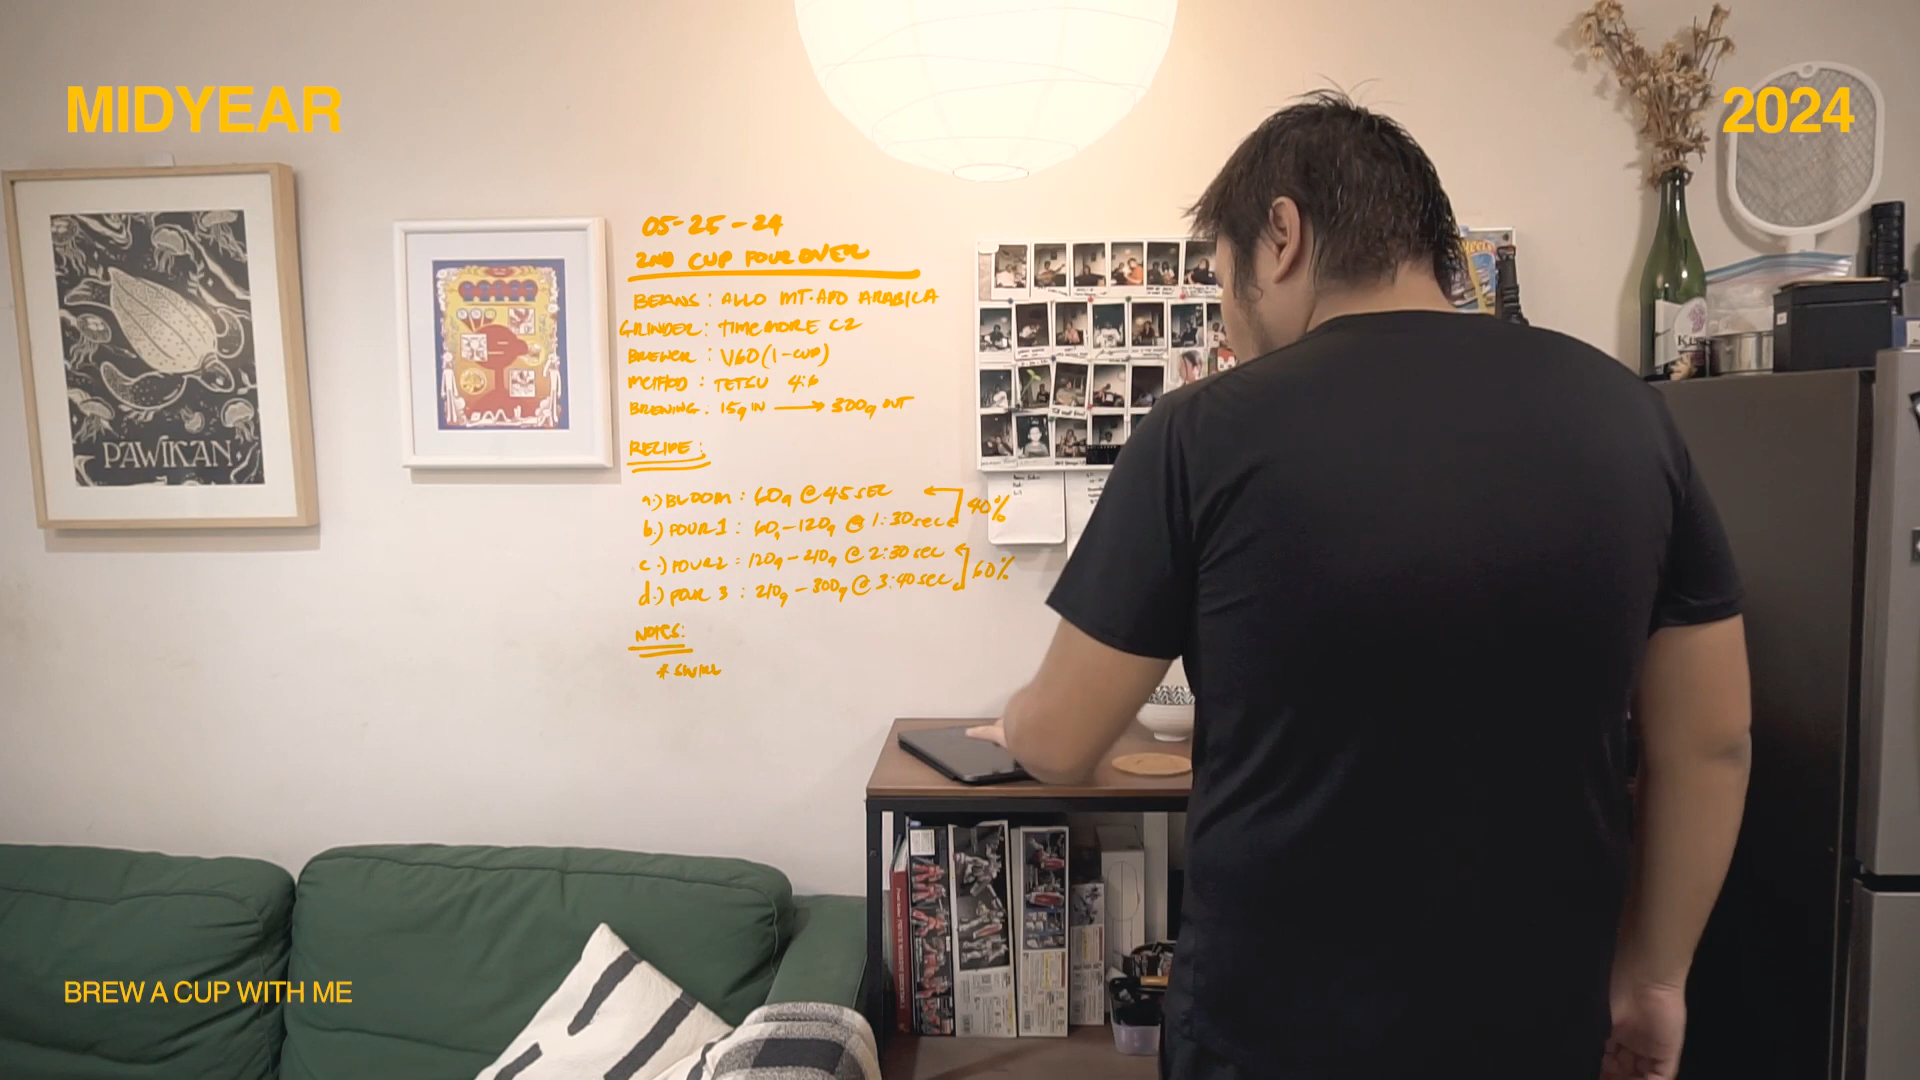 MIDYEAR
2024
05-25-24
2ND CUP POUR OVER
BEANS: ALLO MT. APO ARABICA
GRINDER: TIMEMORE C2
BREWER: V60 (1-CUP)
METHOD: TETSU 4:6
BREWING: 15g IN → 300g OUT
RECIPE:
a.) BLOOM: 60g @ 45 SEC
b.) POUR 1: 60g-120g @ 1:30 sec
40%
c.) POUR 2: 120g-210g @ 2:30 sec
d.) POUR 3: 210g-300g @ 3:40 sec
60%
NOTES:
* SWIRL
PAWIKAN
BREW A CUP WITH ME